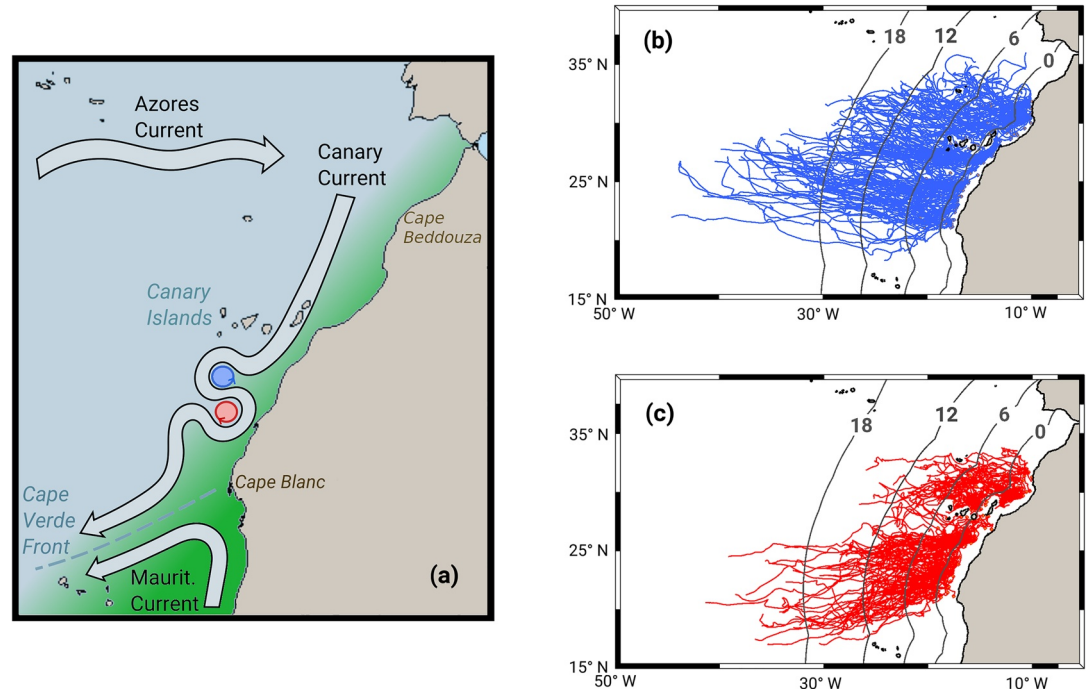 Azores
Current
Canary
Current
Cape
Beddouza
Canary
Islands
Cape Blanc
Cape
Verde
Front
Maurit.
Current
(a)
(b)
18
12
6
0
35° N
25° N
15° N
50° W
30° W
10° W
(c)
18
12
6
0
35° N
25° N
15° N
50° W
30° W
10° W